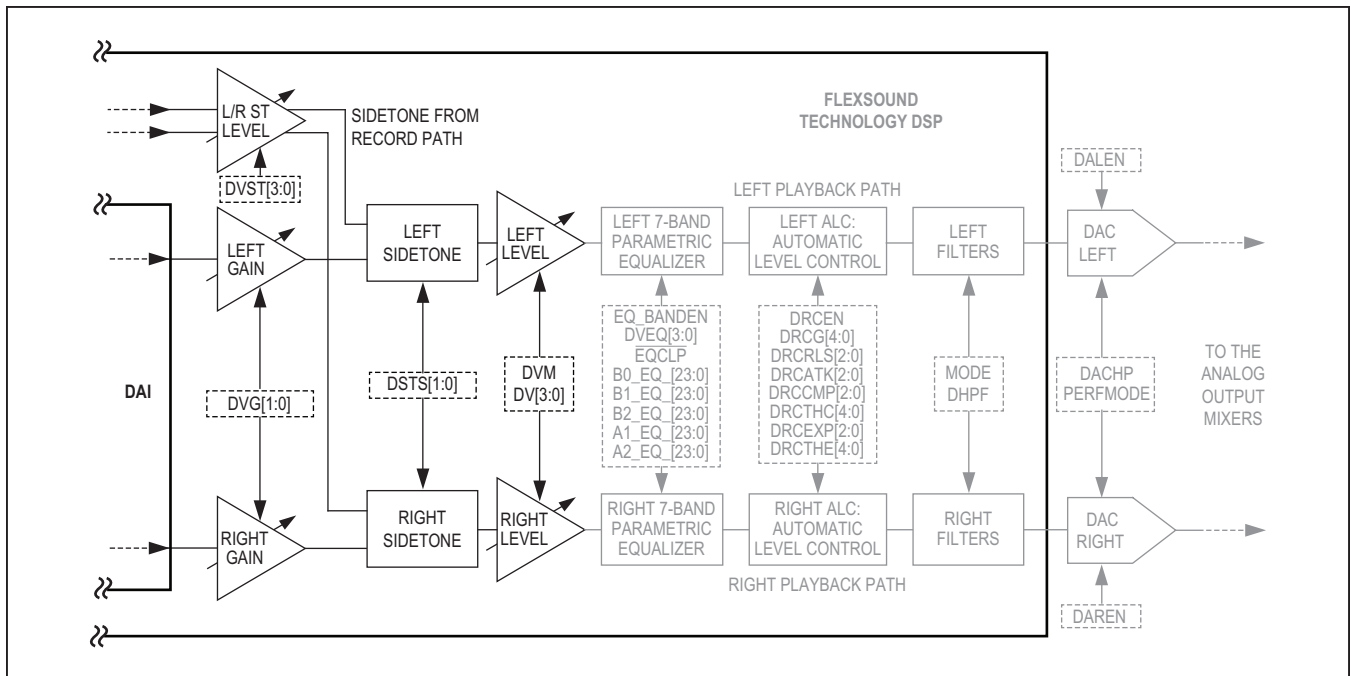 L/R ST
LEVEL
SIDETONE FROM
RECORD PATH
FLEXSOUND
TECHNOLOGY DSP
DVST[3:0]
DALEN
LEFT PLAYBACK PATH
LEFT
GAIN
LEFT
SIDETONE
LEFT
LEVEL
LEFT 7-BAND
PARAMETRIC
EQUALIZER
LEFT ALC:
AUTOMATIC
LEVEL CONTROL
LEFT
FILTERS
DAC
LEFT
DAI
DVG[1:0]
DSTS[1:0]
DVM
DV[3:0]
EQ_BANDEN
DVEQ[3:0]
EQCLP
B0_EQ_[23:0]
B1_EQ_[23:0]
B2_EQ_[23:0]
A1_EQ_[23:0]
A2_EQ_[23:0]
DRCEN
DRCG[4:0]
DRCRLS[2:0]
DRCATK[2:0]
DRCCMP[2:0]
DRCTHC[4:0]
DRCEXP[2:0]
DRCTHE[4:0]
MODE
DHPF
DACHP
PERFMODE
TO THE
ANALOG
OUTPUT
MIXERS
RIGHT
GAIN
RIGHT
SIDETONE
RIGHT
LEVEL
RIGHT 7-BAND
PARAMETRIC
EQUALIZER
RIGHT ALC:
AUTOMATIC
LEVEL CONTROL
RIGHT
FILTERS
DAC
RIGHT
RIGHT PLAYBACK PATH
DAREN